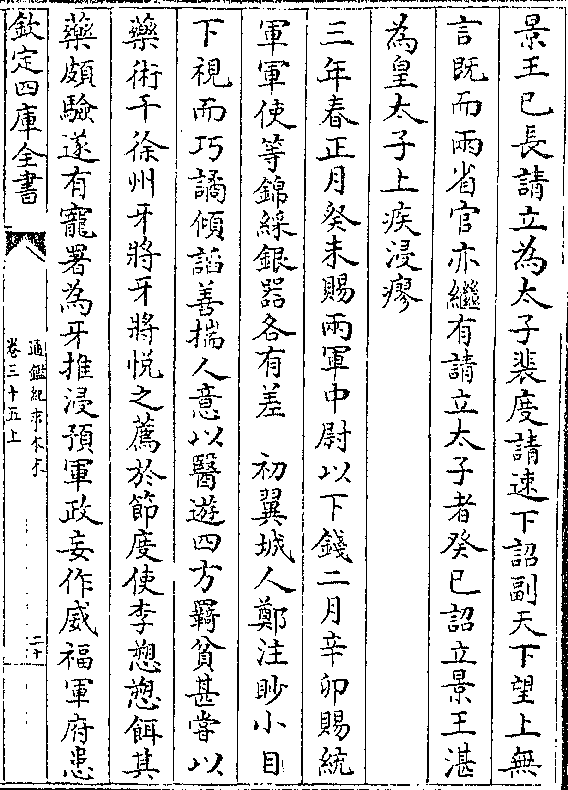 景王已長請立為太子裴度請速下詔副天下望上無
言既而兩省官亦繼有請立太子者癸巳詔立景王湛
為皇太子上疾浸瘳
三年春正月癸未賜兩軍中尉以下錢二月辛卯賜統
軍軍使等錦綵銀器各有差　初翼城人鄭注眇小目
下視而巧譎傾諂善揣人意以醫遊四方羇貧甚嘗以
藥術干徐州牙將牙將悅之薦於節度使李愬愬餌其
藥頗驗遂有寵署為牙推浸預軍政妄作威福軍府患
欽定四庫全書
通鑑紀事本末
卷三十五上
二十